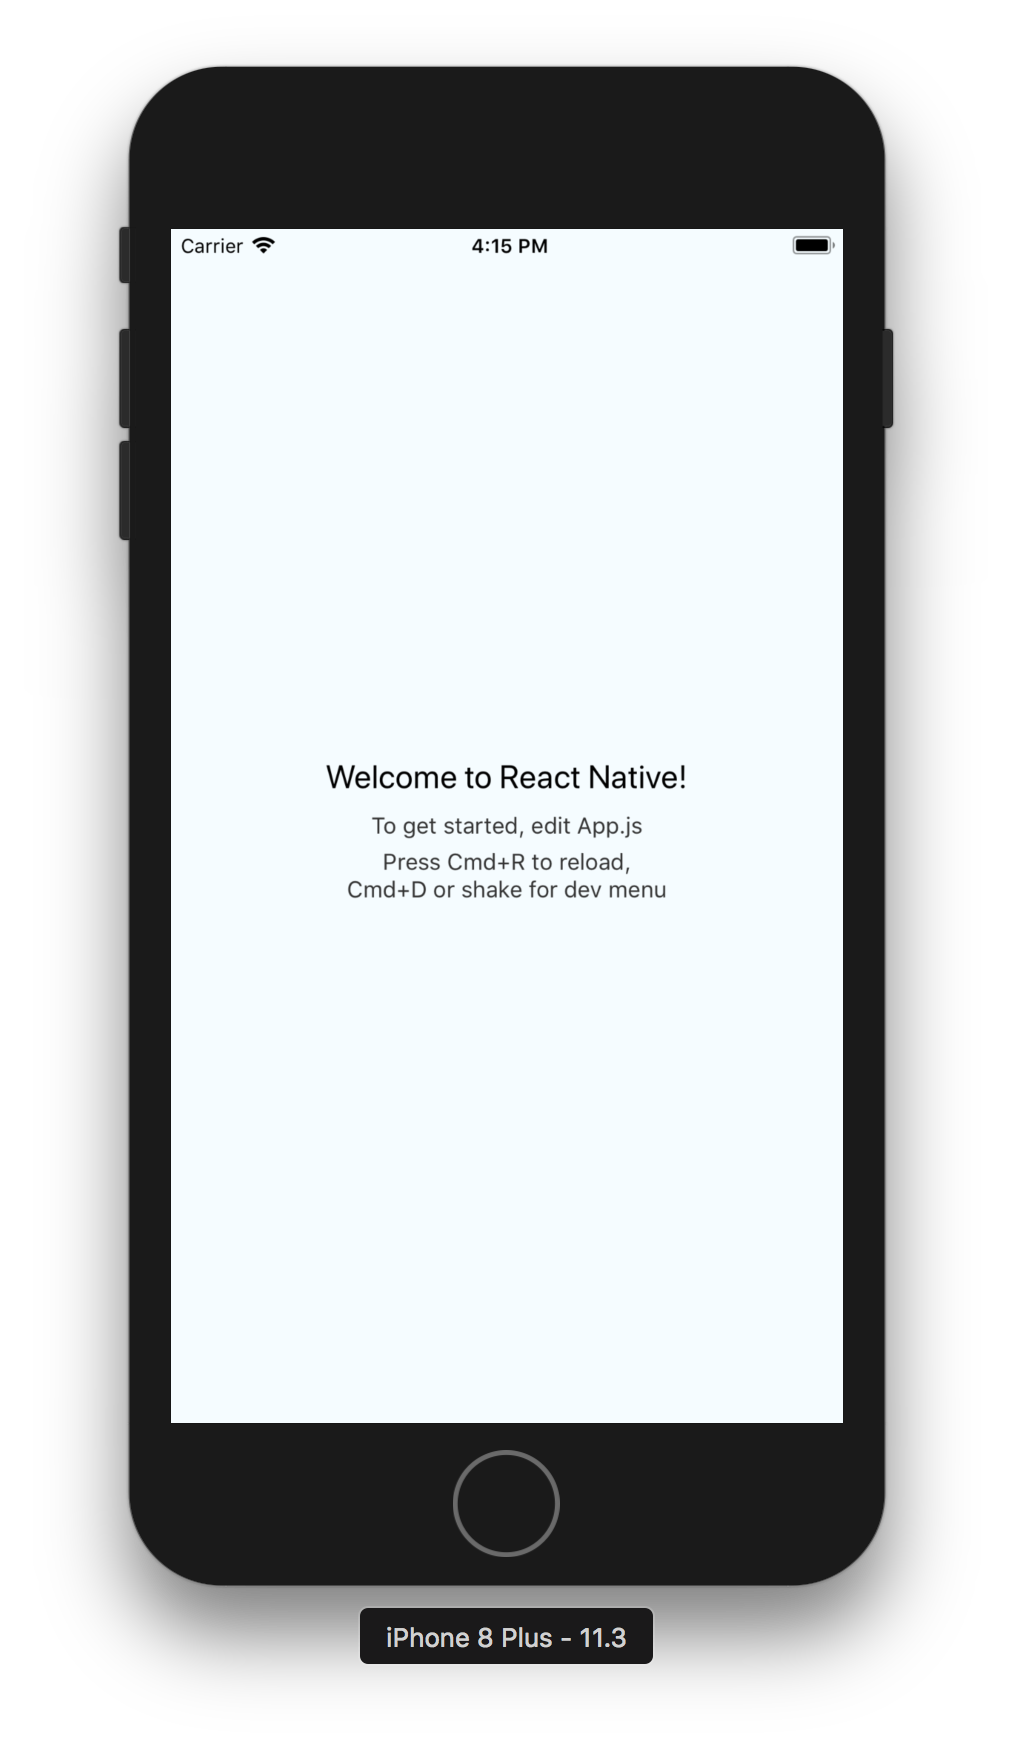 Carrier
4:15 PM
Welcome to React Native!
To get started, edit App.js
Press Cmd+R to reload,
Cmd+D or shake for dev menu
iPhone 8 Plus - 11.3